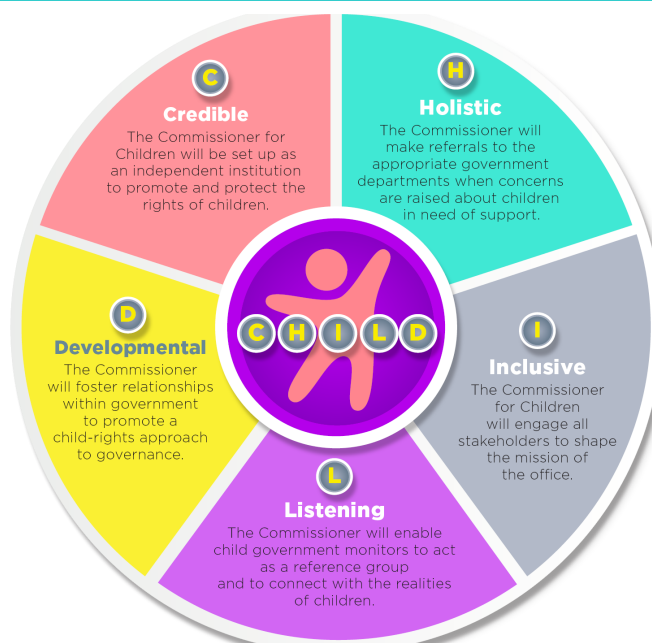 C
Credible
The Commissioner for
Children will be set up as
an independent institution
to promote and protect the
rights of children.
H
Holistic
The Commissioner will
make referrals to the
appropriate government
departments when concerns
are raised about children
in need of support.
I
Inclusive
The Commissioner
for Children
will engage all
stakeholders to shape
the mission of
the office.
L
Listening
The Commissioner will enable
child government monitors to act
as a reference group
and to connect with the realities
of children.
D
Developmental
The Commissioner
will foster relationships
within government
to promote a
child-rights approach
to governance.
CHILD